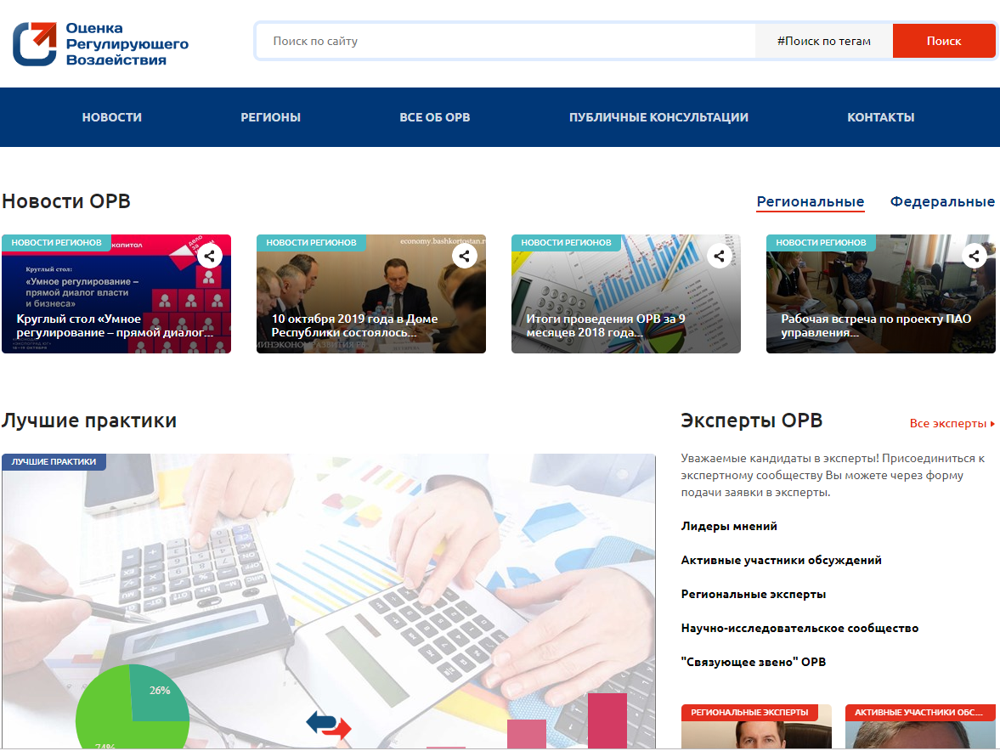 Оценка
Регулирующего
Воздействия
Поиск по сайту
#Поиск по тегам
Поиск
НОВОСТИ
РЕГИОНЫ
ВСЕ ОБ ОРВ
ПУБЛИЧНЫЕ КОНСУЛЬТАЦИИ
КОНТАКТЫ
Новости ОРВ
Региональные
Федеральные
НОВОСТИ РЕГИОНОВ
капитал
дело
за
Круглый стол:
«Умное регулирование –
прямой диалог власти
и бизнеса»
Круглый стол «Умное
регулирование – прямой диалог...
НОВОСТИ РЕГИОНОВ
economy.bashkortostan.r
10 октября 2019 года в Доме
Республики состоялось...
НОВОСТИ РЕГИОНОВ
Итоги проведения ОРВ за 9
месяцев 2018 года...
НОВОСТИ РЕГИОНОВ
Рабочая встреча по проекту ПАО
управления...
Лучшие практики
ЛУЧШИЕ ПРАКТИКИ
26%
74%
Эксперты ОРВ
Все эксперты
Уважаемые кандидаты в эксперты! Присоединиться к
экспертному сообществу Вы можете через форму
подачи заявки в эксперты.
Лидеры мнений
Активные участники обсуждений
Региональные эксперты
Научно-исследовательское сообщество
"Связующее звено" ОРВ
РЕГИОНАЛЬНЫЕ ЭКСПЕРТЫ
АКТИВНЫЕ УЧАСТНИКИ ОБС...